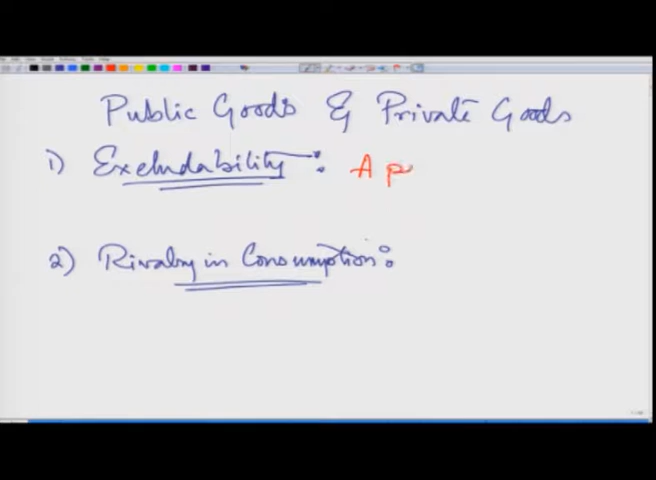 Public Goods & Private Goods
1) Excludability : A p
2) Rivalry in Consumption :